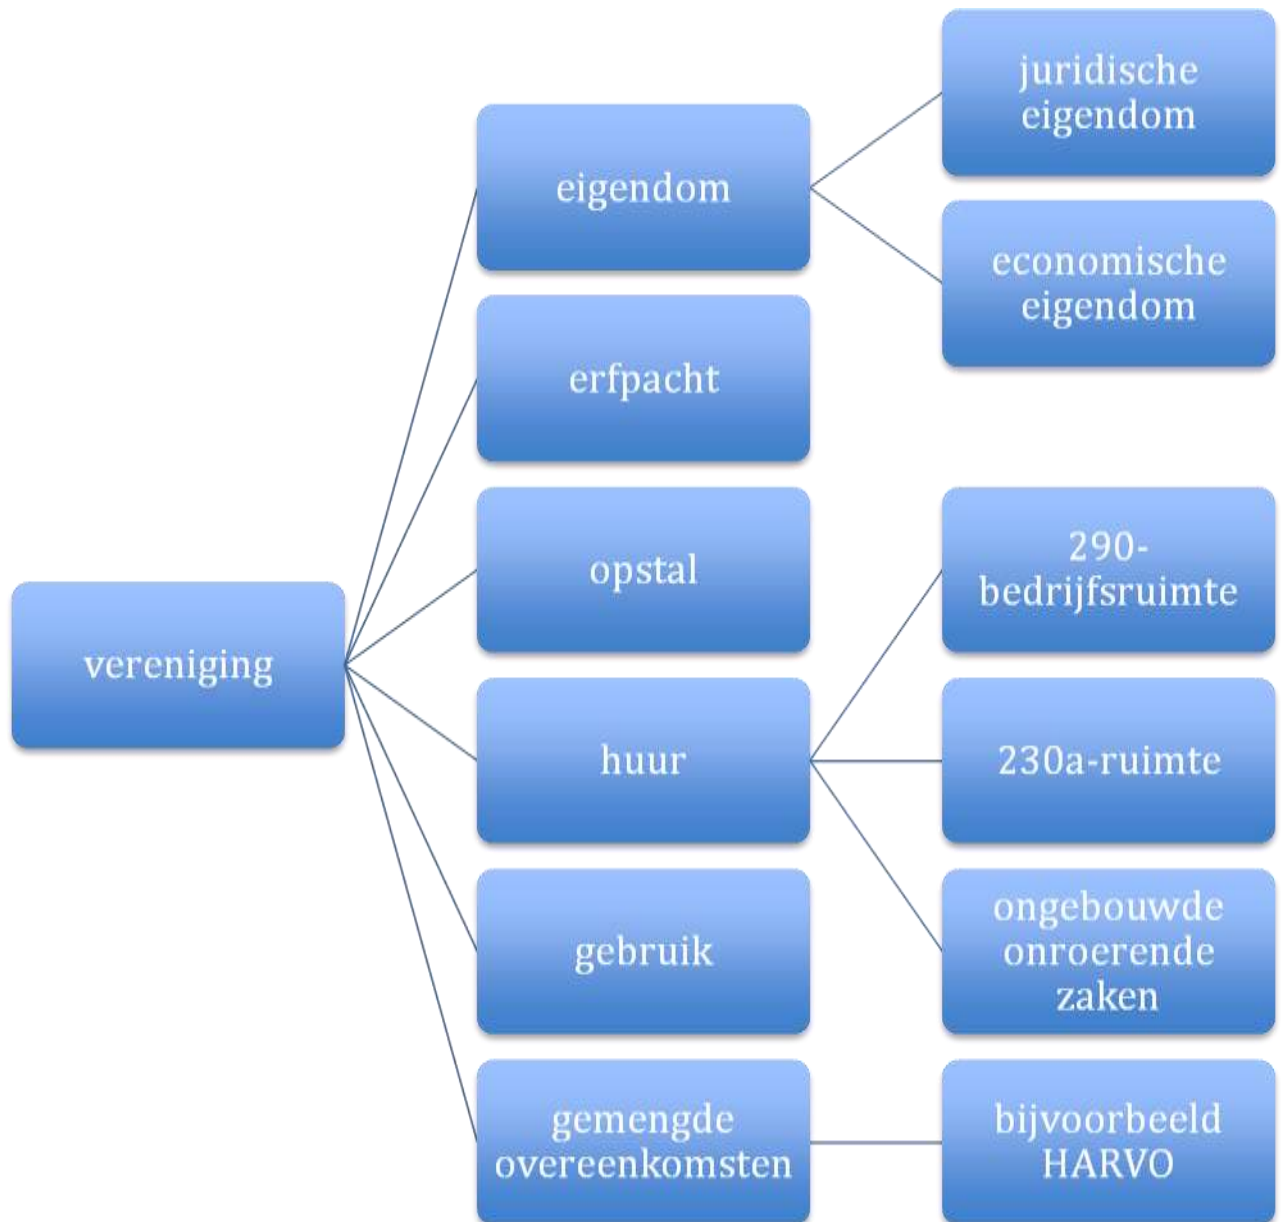 vereniging
eigendom
juridische
eigendom
economische
eigendom
erfpacht
opstal
huur
290-
bedrijfsruimte
230a-ruimte
ongebouwde
onroerende
zaken
gebruik
gemengde
overeenkomsten
bijvoorbeeld
HARVO